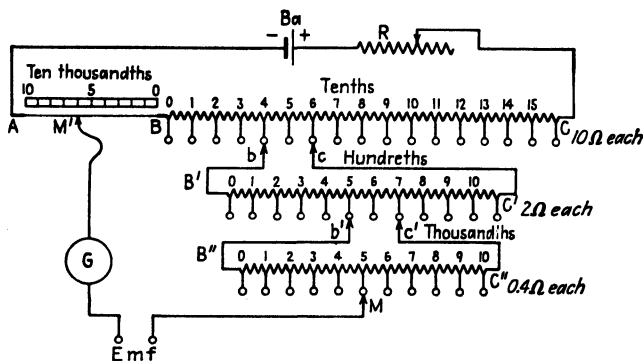 Ba
- +
R
Ten thousandths
10 5 0
Tenths
0 1 2 3 4 5 6 7 8 9 10 11 12 13 14 15
A M' B C
10Ω each
b c
Hundreths
B'
0 1 2 3 4 5 6 7 8 9 10
C' 2Ω each
b' c' Thousandths
B"
0 1 2 3 4 5 6 7 8 9 10
C" 0.4Ω each
G
M
Emf